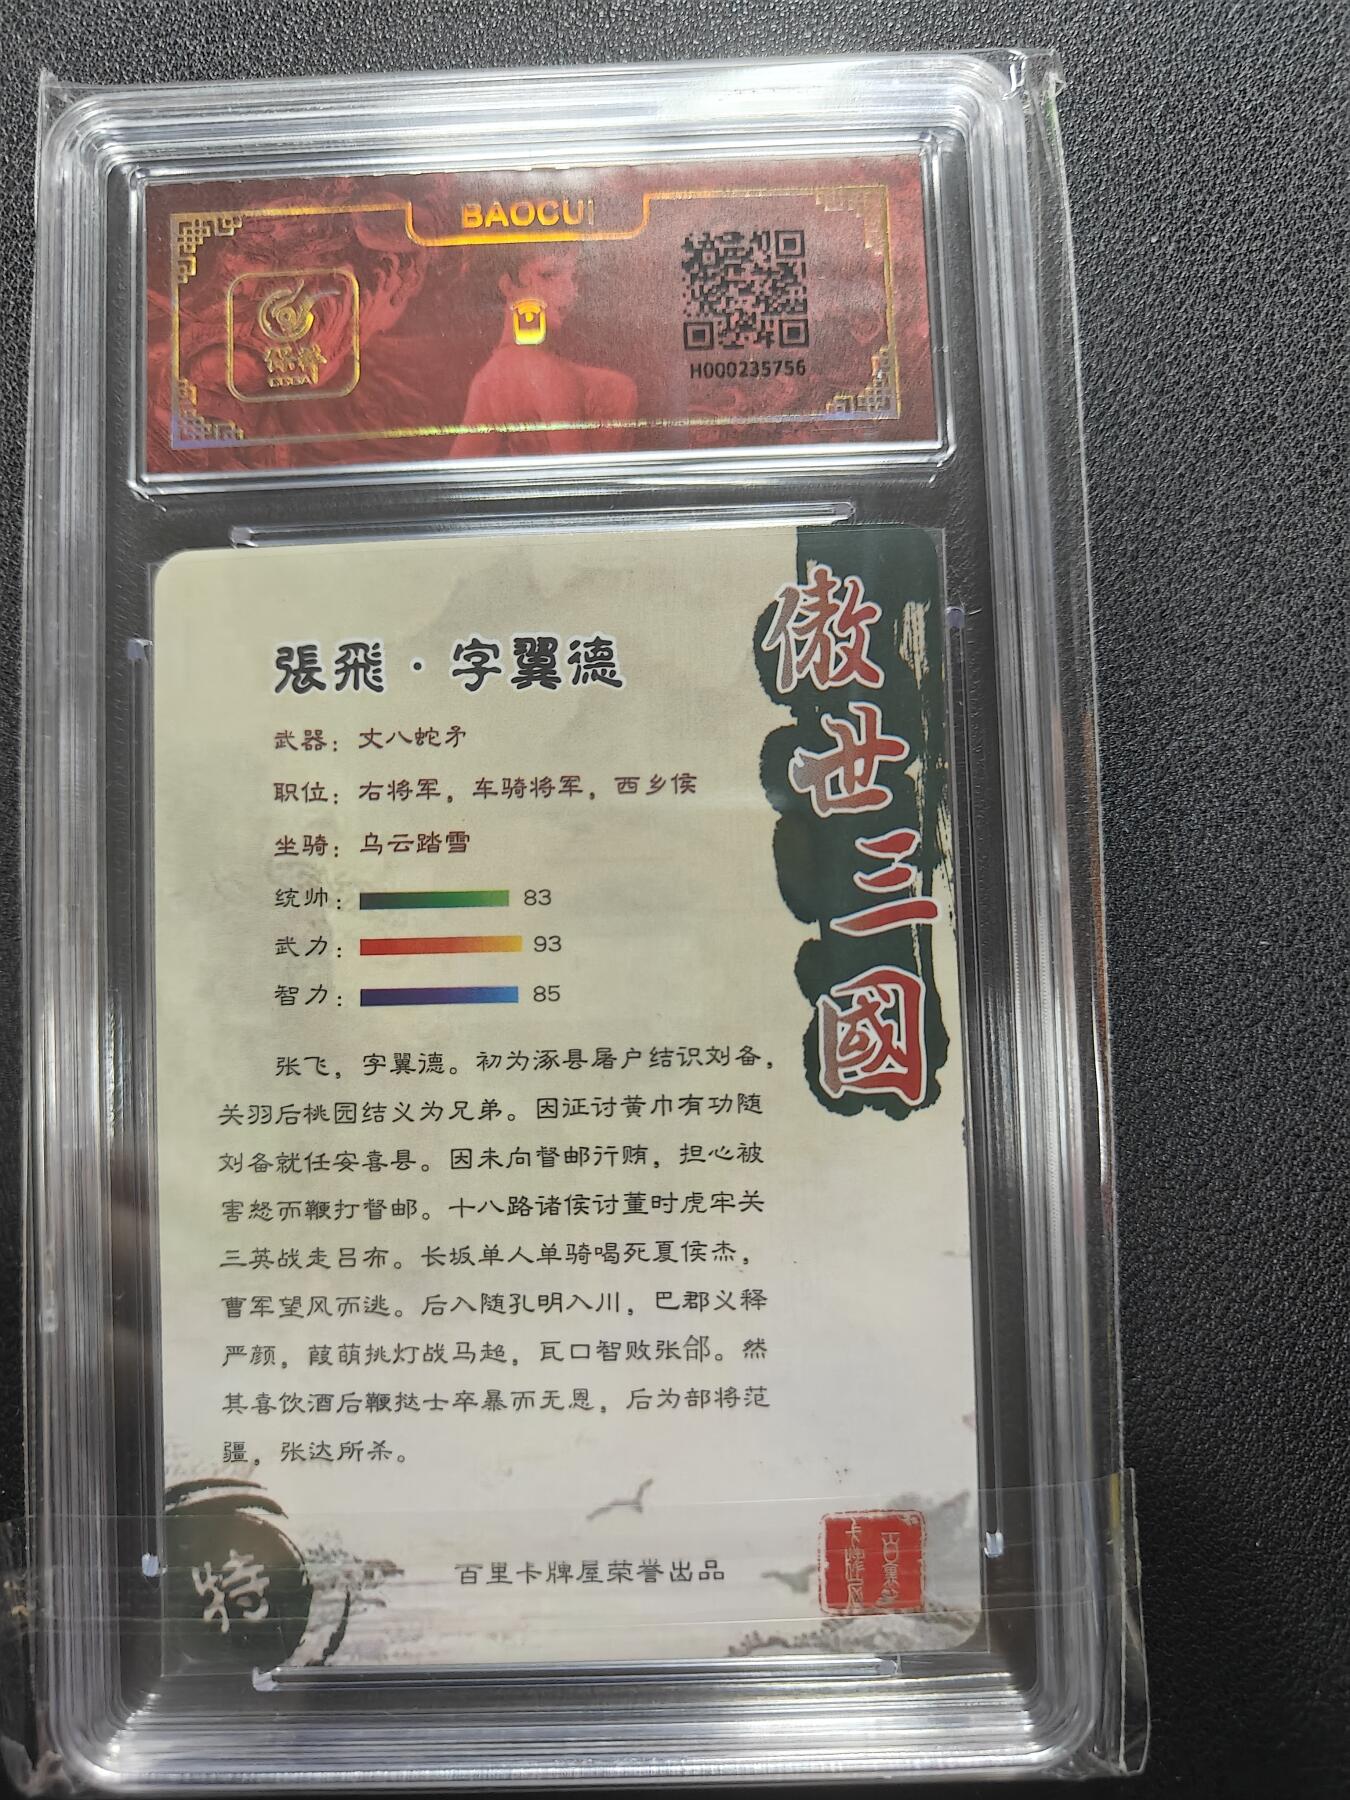 BAOCUI
保粹
H000235756
傲世三國
張飛·字翼德
武器：丈八蛇矛
职位：右将军，车骑将军，西乡侯
坐骑：乌云踏雪
统帅：83
武力：93
智力：85
张飞，字翼德。初为涿县屠户结识刘备，
关羽后桃园结义为兄弟。因征讨黄巾有功随
刘备就任安喜县。因未向督邮行贿，担心被
害怒而鞭打督邮。十八路诸侯讨董时虎牢关
三英战走吕布。长坂单人单骑喝死夏侯杰，
曹军望风而逃。后入随孔明入川，巴郡义释
严颜，葭萌挑灯战马超，瓦口智败张郃。然
其喜饮酒后鞭挞士卒暴而无恩，后为部将范
疆，张达所杀。
特
百里卡牌屋荣誉出品